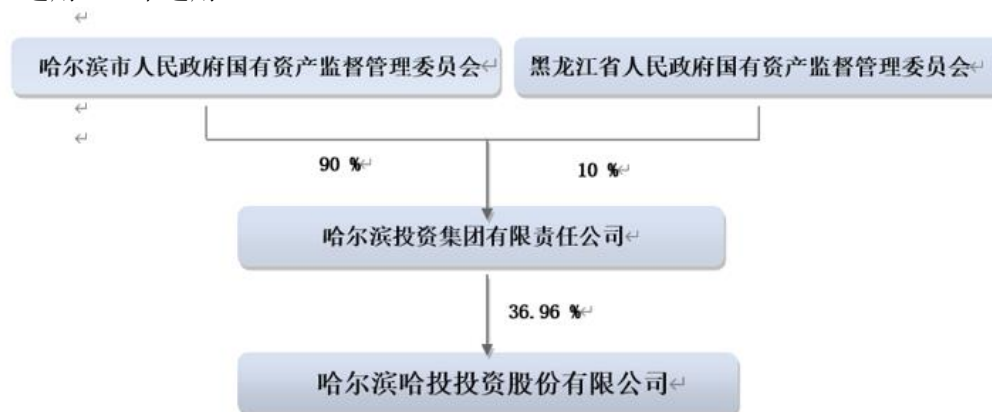 哈尔滨市人民政府国有资产监督管理委员会 黑龙江省人民政府国有资产监督管理委员会
90 % 10 %
哈尔滨投资集团有限责任公司
36.96 %
哈尔滨哈投投资股份有限公司